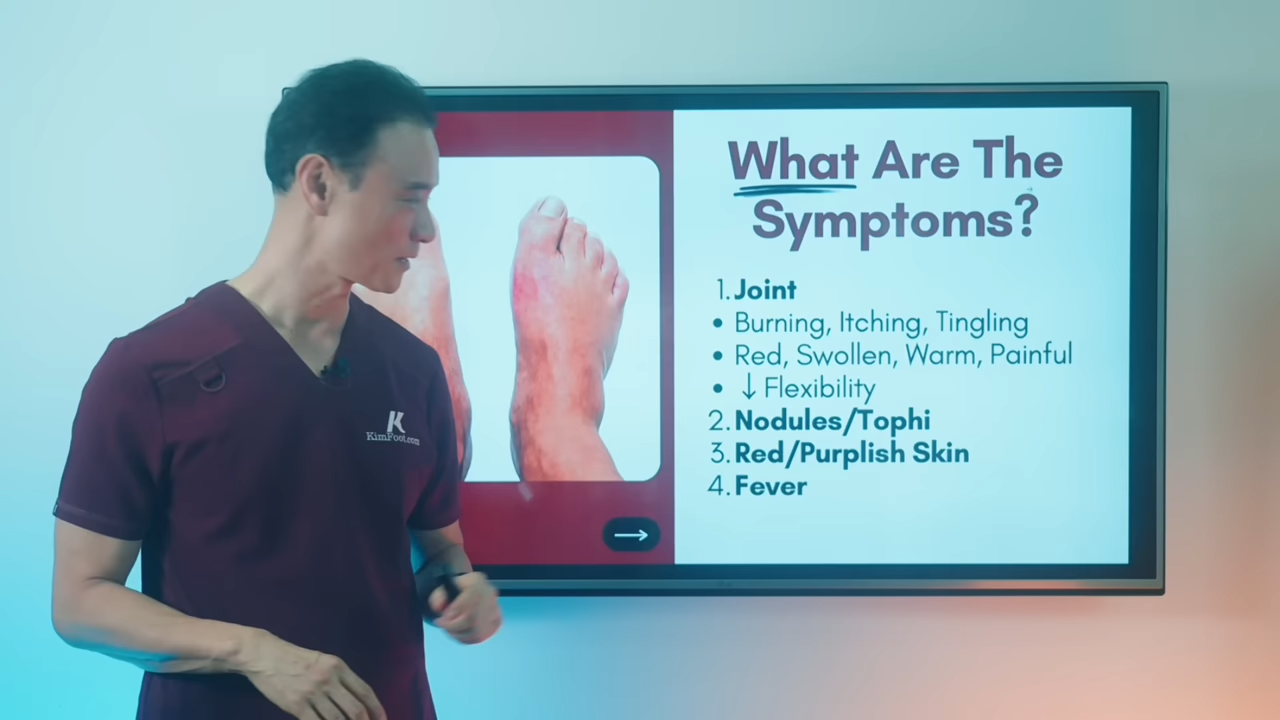 What Are The
Symptoms?
1. Joint
• Burning, Itching, Tingling
• Red, Swollen, Warm, Painful
• ↓ Flexibility
2. Nodules/Tophi
3. Red/Purplish Skin
4. Fever
K
KimFoot.com